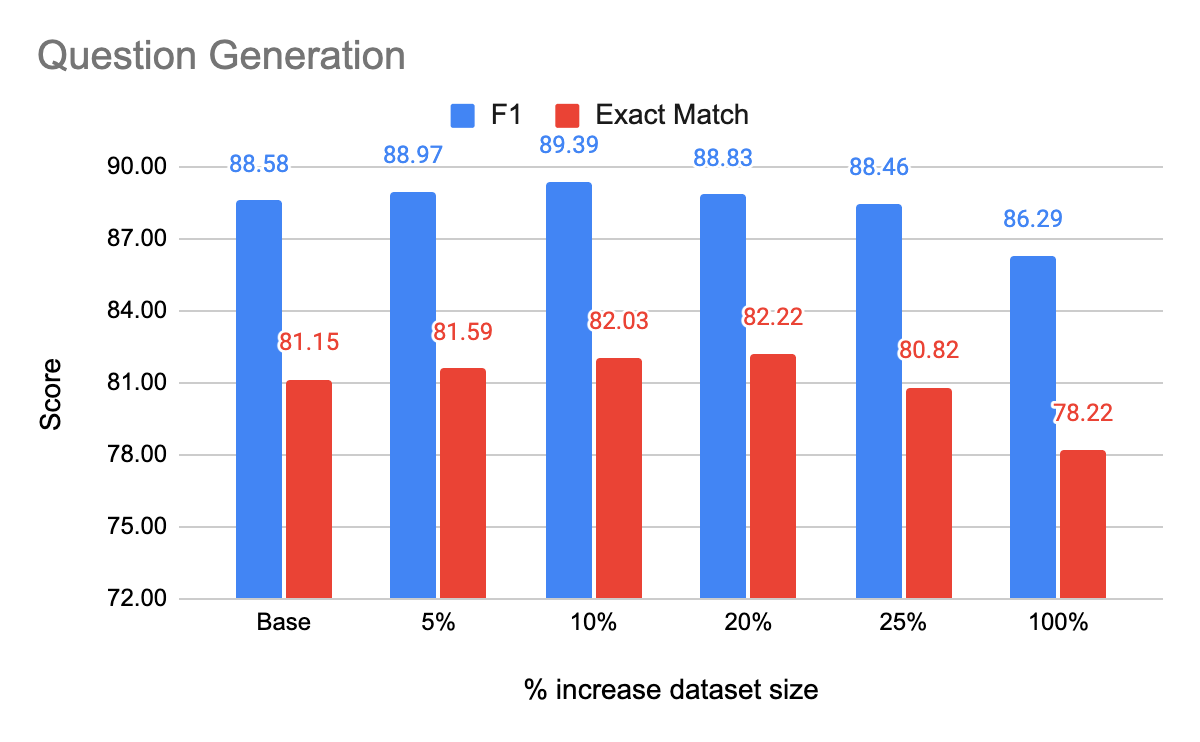 Question Generation
F1 Exact Match
88.58 88.97 89.39 88.83 88.46 86.29
81.15 81.59 82.03 82.22 80.82 78.22
90.00
87.00
84.00
81.00
78.00
75.00
72.00
Score
Base 5% 10% 20% 25% 100%
% increase dataset size